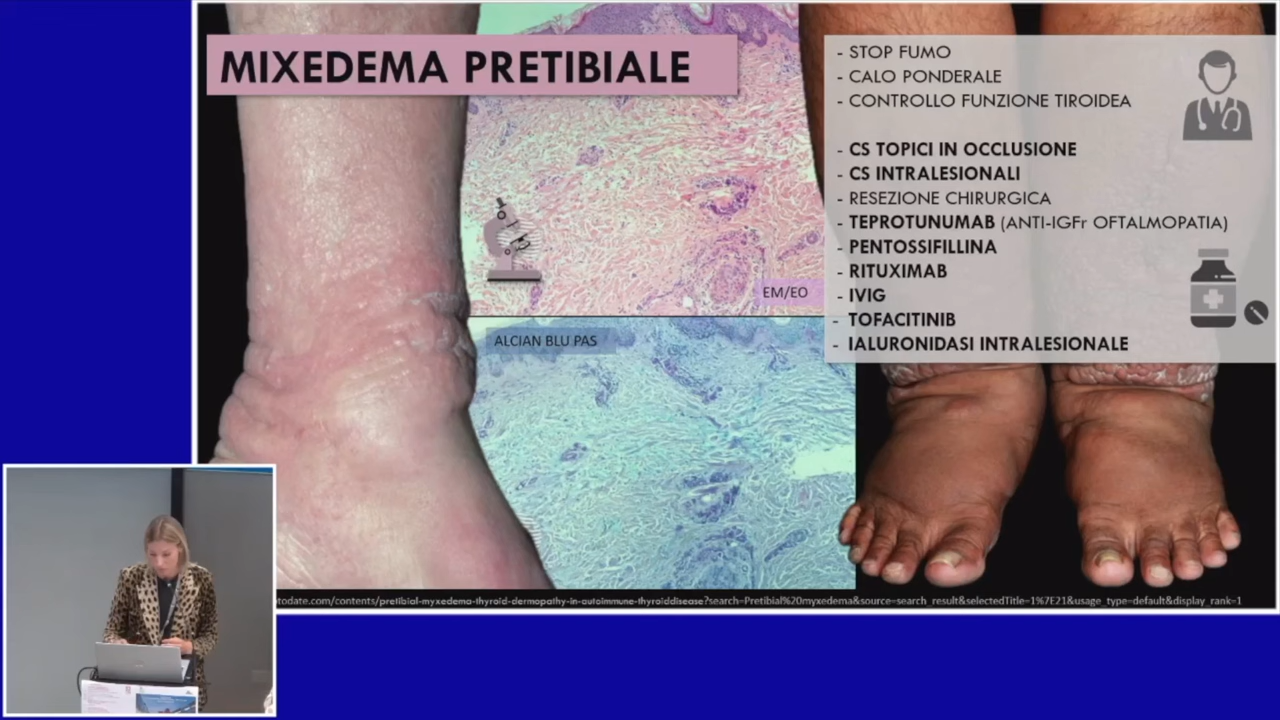 MIXEDEMA PRETIBIALE
- STOP FUMO
- CALO PONDERALE
- CONTROLLO FUNZIONE TIROIDEA
- CS TOPICI IN OCCLUSIONE
- CS INTRALESIONALI
- RESEZIONE CHIRURGICA
- TEPROTUNUMAB (ANTI-IGFr OFTALMOPATIA)
- PENTOSSIFILLINA
- RITUXIMAB
- IVIG
- TOFACITINIB
- IALURONIDASI INTRALESIONALE
EM/EO
ALCIAN BLU PAS
todate.com/contents/pretibial-myxedema-thyroid-dermopathy-in-autoimmune-thyroiddisease?search=Pretibial%20myxedema&source=search_result&selectedTitle=1%7E21&usage_type=default&display_rank=1